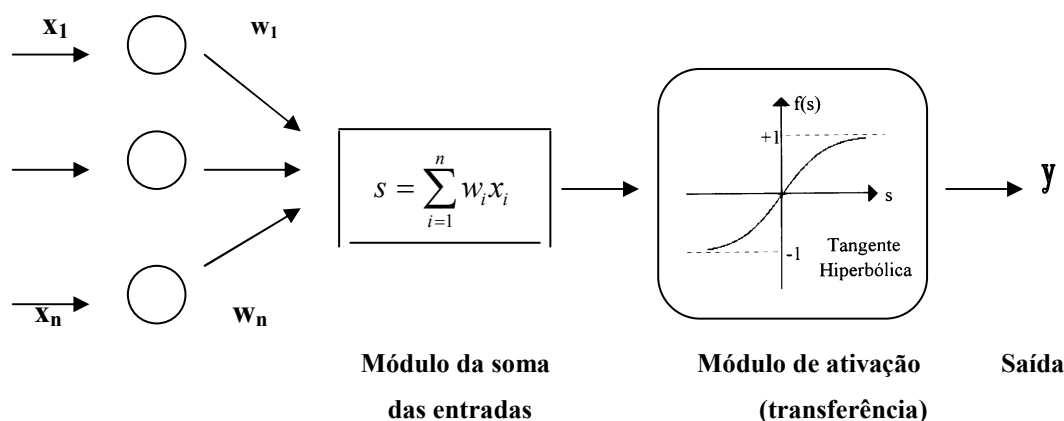 x₁ w₁
f(s)
+1
s = ∑ⁿᵢ₌₁ wᵢxᵢ
s
y
-1
Tangente
Hiperbólica
xₙ wₙ
Módulo da soma
das entradas
Módulo de ativação
(transferência)
Saída